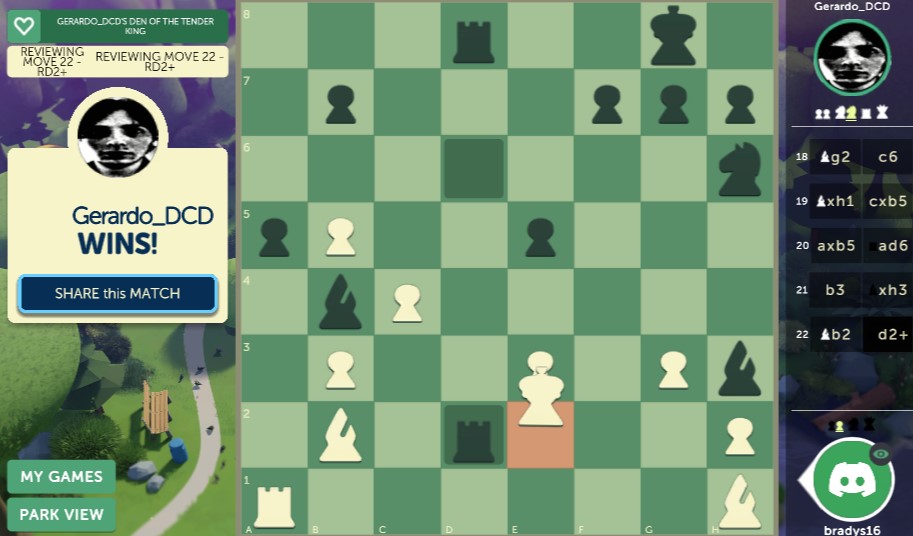 GERARDO_DCD'S DEN OF THE TENDER
KING
REVIEWING
MOVE 22 -
RD2+
REVIEWING MOVE 22 -
RD2+
Gerardo_DCD
WINS!
SHARE this MATCH
MY GAMES
PARK VIEW
8
7
6
5
4
3
2
1
A B C D E F G H
Gerardo_DCD
18 g2 c6
19 xh1 cxb5
20 axb5 ad6
21 b3 xh3
22 b2 d2+
bradys16